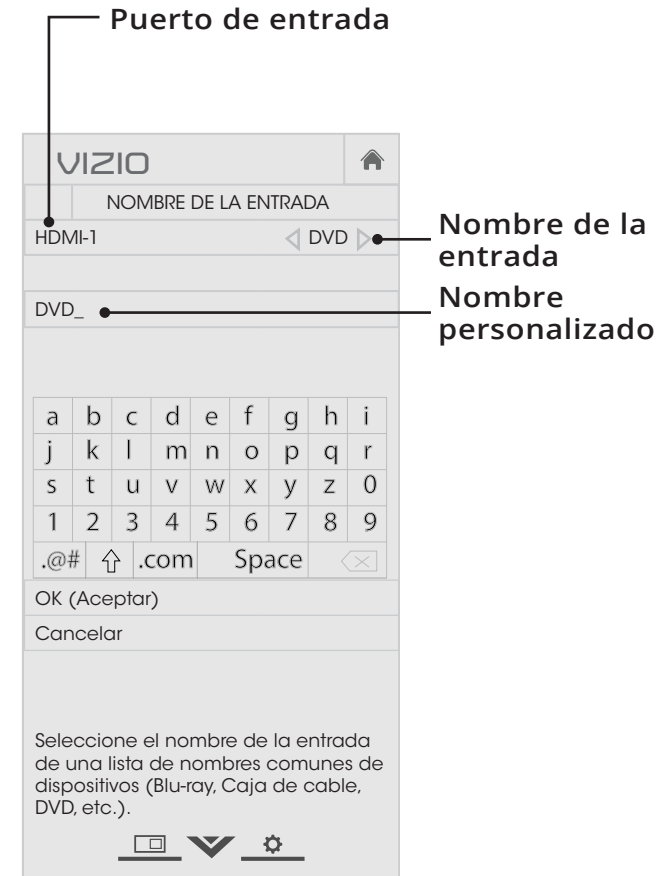 Puerto de entrada
VIZIO
NOMBRE DE LA ENTRADA
HDMI-1 DVD
Nombre de la
entrada
DVD_
Nombre
personalizado
a b c d e f g h i
j k l m n o p q r
s t u v w x y z 0
1 2 3 4 5 6 7 8 9
.@# .com Space
OK (Aceptar)
Cancelar
Seleccione el nombre de la entrada
de una lista de nombres comunes de
dispositivos (Blu-ray, Caja de cable,
DVD, etc.).